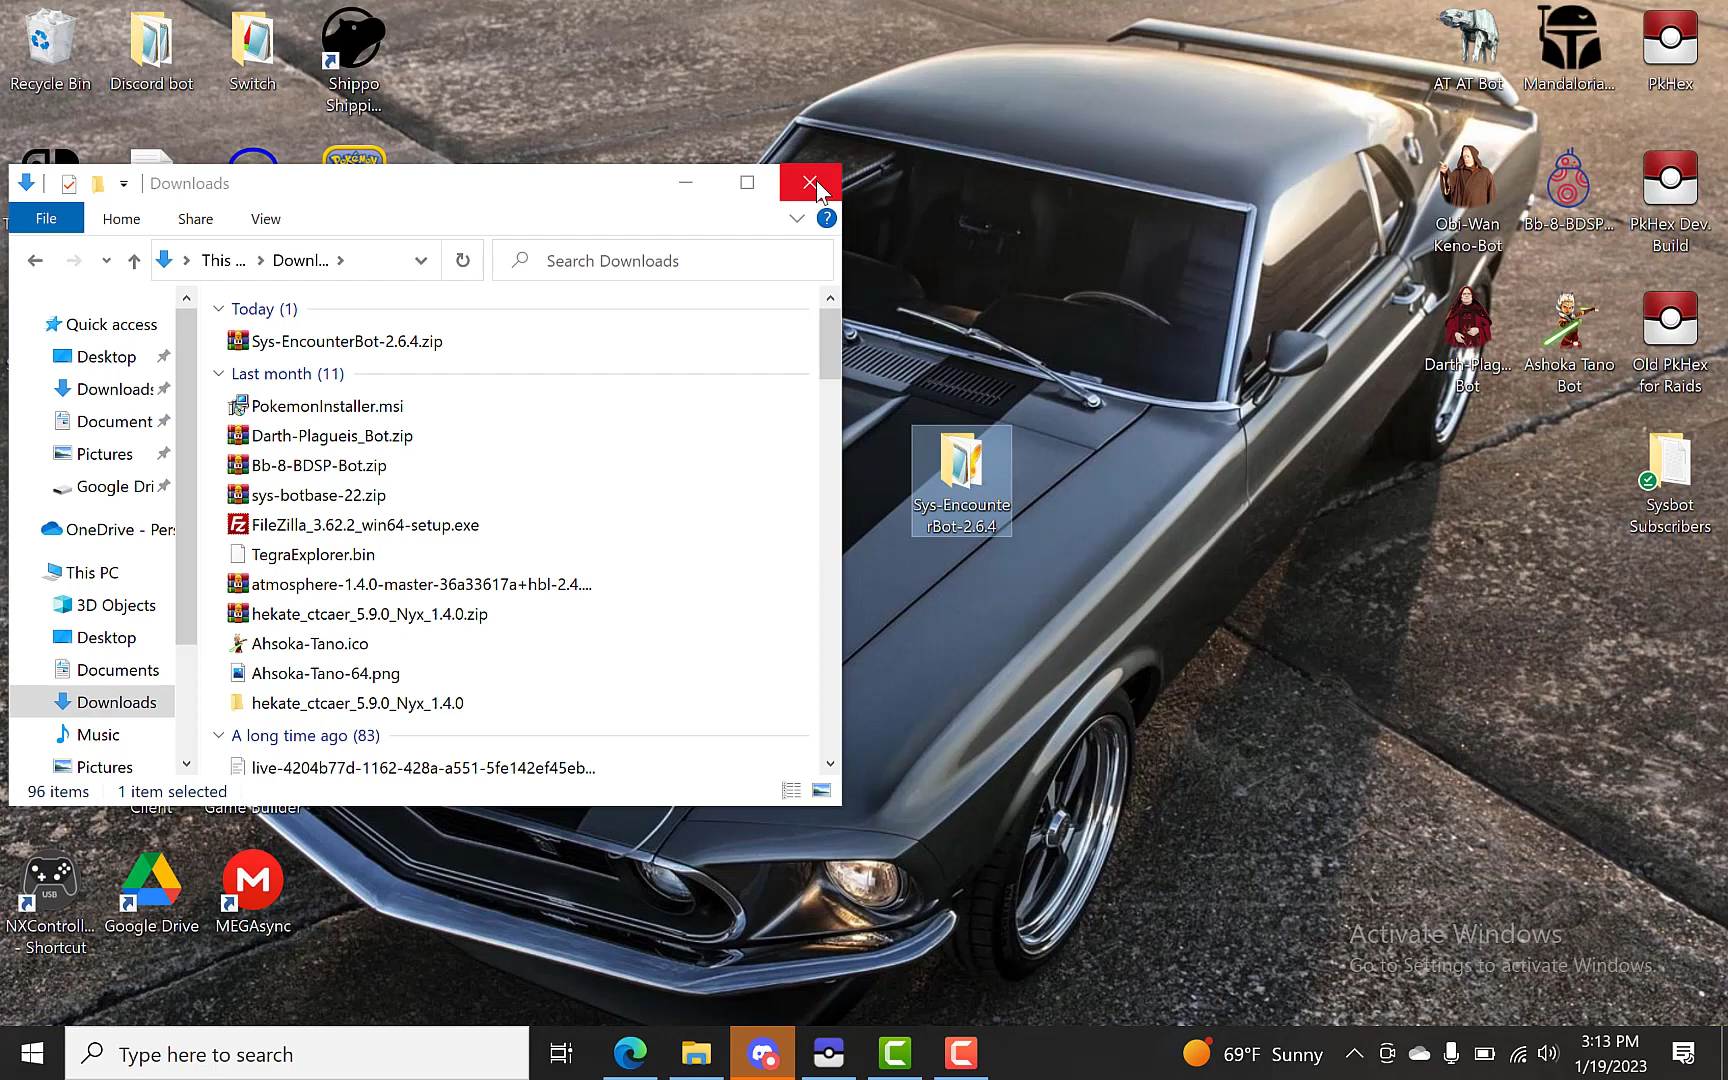 Recycle Bin
Discord bot
Switch
Shippo
Shippi...
AT AT Bot
Mandaloria...
PkHex
Downloads
File
Home
Share
View
This ...
Downl...
Search Downloads
Quick access
Desktop
Downloads
Document
Pictures
Google Dri
OneDrive - Pers
This PC
3D Objects
Desktop
Documents
Downloads
Music
Pictures
Today (1)
Sys-EncounterBot-2.6.4.zip
Last month (11)
PokemonInstaller.msi
Darth-Plagueis_Bot.zip
Bb-8-BDSP-Bot.zip
sys-botbase-22.zip
FileZilla_3.62.2_win64-setup.exe
TegraExplorer.bin
atmosphere-1.4.0-master-36a33617a+hbl-2.4....
hekate_ctcaer_5.9.0_Nyx_1.4.0.zip
Ahsoka-Tano.ico
Ahsoka-Tano-64.png
hekate_ctcaer_5.9.0_Nyx_1.4.0
A long time ago (83)
live-4204b77d-1162-428a-a551-5fe142ef45eb...
96 items
1 item selected
Sys-Encounte
rBot-2.6.4
Obi-Wan
Keno-Bot
Bb-8-BDSP...
PkHex Dev.
Build
Darth-Plag...
Bot
Ashoka Tano
Bot
Old PkHex
for Raids
Sysbot
Subscribers
Client
Game Builder
USB
NXControll...
- Shortcut
Google Drive
MEGAsync
Activate Windows
Go to Settings to activate Windows.
Type here to search
69°F Sunny
3:13 PM
1/19/2023